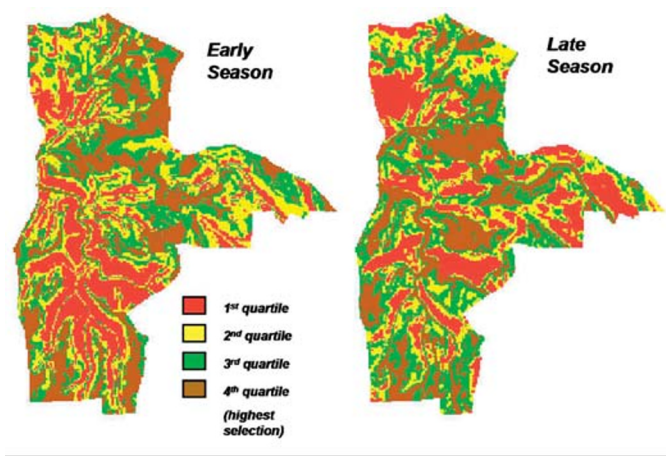 Early
Season
Late
Season
1st quartile
2nd quartile
3rd quartile
4th quartile
(highest
selection)